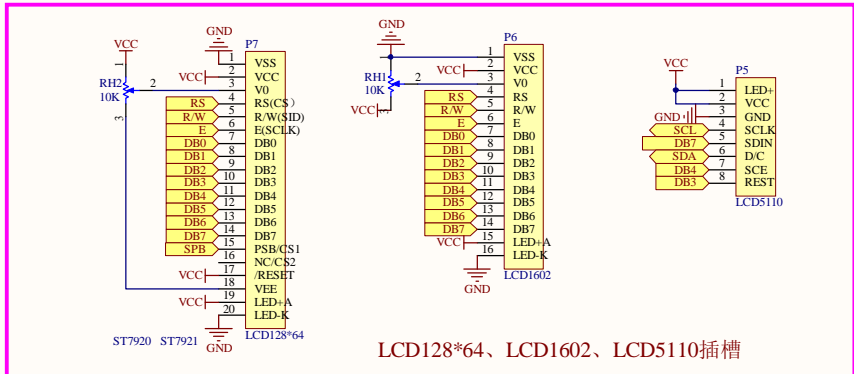 P7
GND
VCC
1
RH2
10K
2
3
1 VSS
VCC 2 VCC
3 V0
RS 4 RS(CS)
R/W 5 R/W(SID)
E 6 E(SCLK)
DB0 7 DB0
DB1 8 DB1
DB2 9 DB2
DB3 10 DB3
DB4 11 DB4
DB5 12 DB5
DB6 13 DB6
DB7 14 DB7
SPB 15 PSB/CS1
16 NC/CS2
VCC 17 /RESET
18 VEE
VCC 19 LED+A
20 LED-K
GND
LCD128*64
ST7920 ST7921
P6
GND
RH1
10K
2
VCC
1 VSS
VCC 2 VCC
3 V0
RS 4 RS
R/W 5 R/W
E 6 E
DB0 7 DB0
DB1 8 DB1
DB2 9 DB2
DB3 10 DB3
DB4 11 DB4
DB5 12 DB5
DB6 13 DB6
DB7 14 DB7
VCC 15 LED+A
16 LED-K
GND
LCD1602
P5
VCC
1 LED+
2 VCC
GND 3 GND
SCL 4 SCLK
DB7 5 SDIN
SDA 6 D/C
DB4 7 SCE
DB3 8 REST
LCD5110
LCD128*64、LCD1602、LCD5110插槽